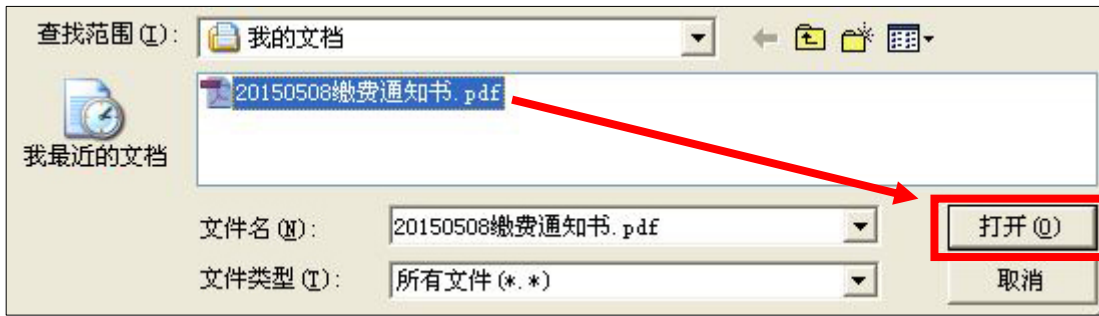 查找范围(I):
我的文档
20150508缴费通知书.pdf
我最近的文档
文件名(N):
20150508缴费通知书.pdf
打开(O)
文件类型(T):
所有文件(*.*)
取消